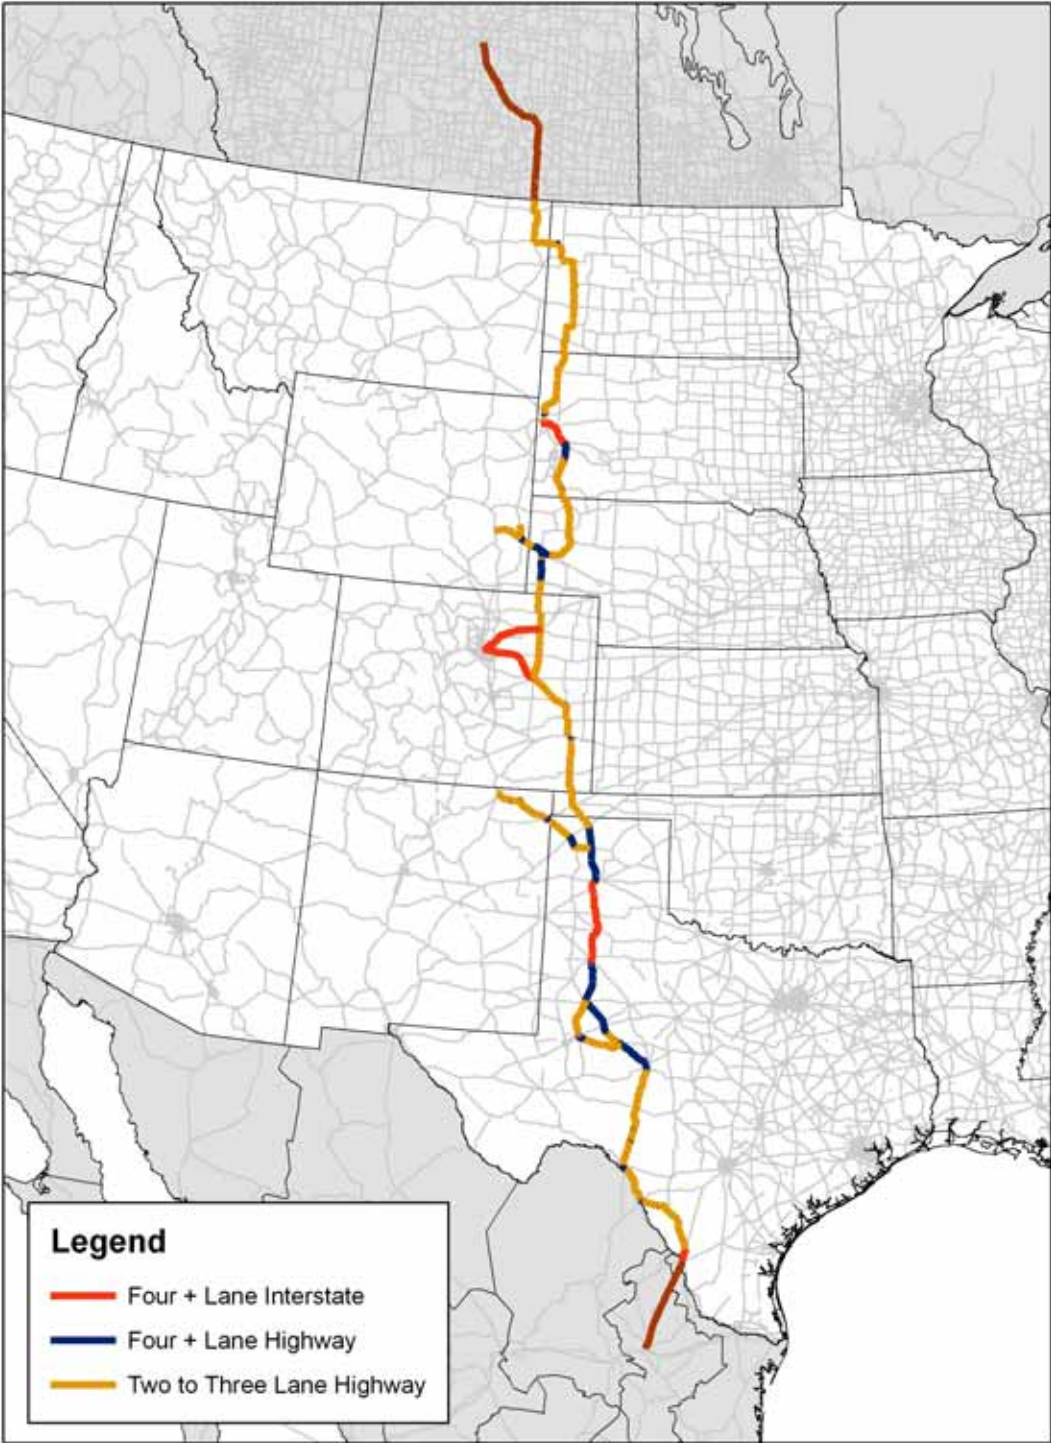 Legend
Four + Lane Interstate
Four + Lane Highway
Two to Three Lane Highway